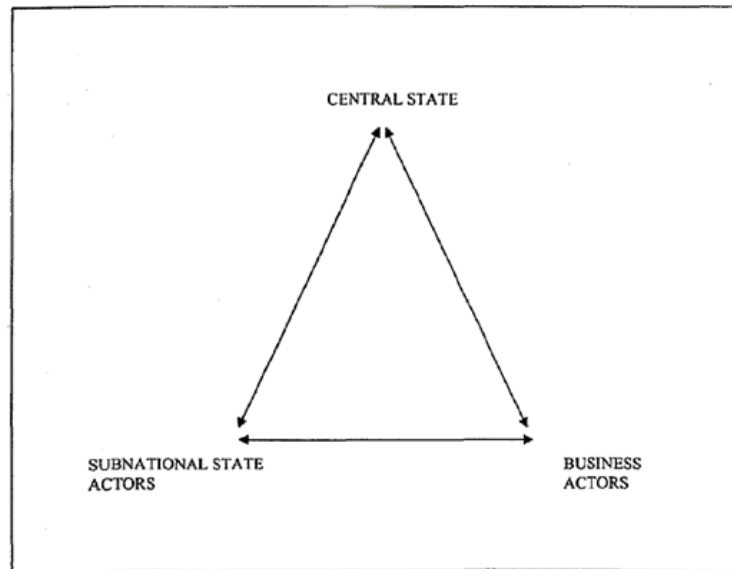 CENTRAL STATE
SUBNATIONAL STATE
ACTORS
BUSINESS
ACTORS